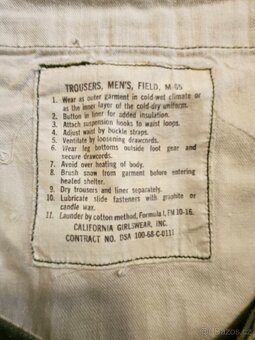 TROUSERS, MEN'S, FIELD, M-65
1. Wear as outer garment in cold-wet climate or
as the inner layer of the cold-dry uniform.
2. Button in liner for added insulation.
3. Attach suspension hooks to waist loops.
4. Adjust waist by buckle straps.
5. Ventilate by loosening drawcords.
6. Wear leg bottoms outside foot gear and
secure drawcords.
7. Avoid over heating of body.
8. Brush snow from garment before entering
heated shelter.
9. Dry trousers and liner separately.
10. Lubricate slide fasteners with graphite or
candle wax.
11. Launder by cotton method, Formula I, FM 10-16.
CALIFORNIA GIRLSWEAR, INC.
CONTRACT NO. DSA 100-68-C-0111